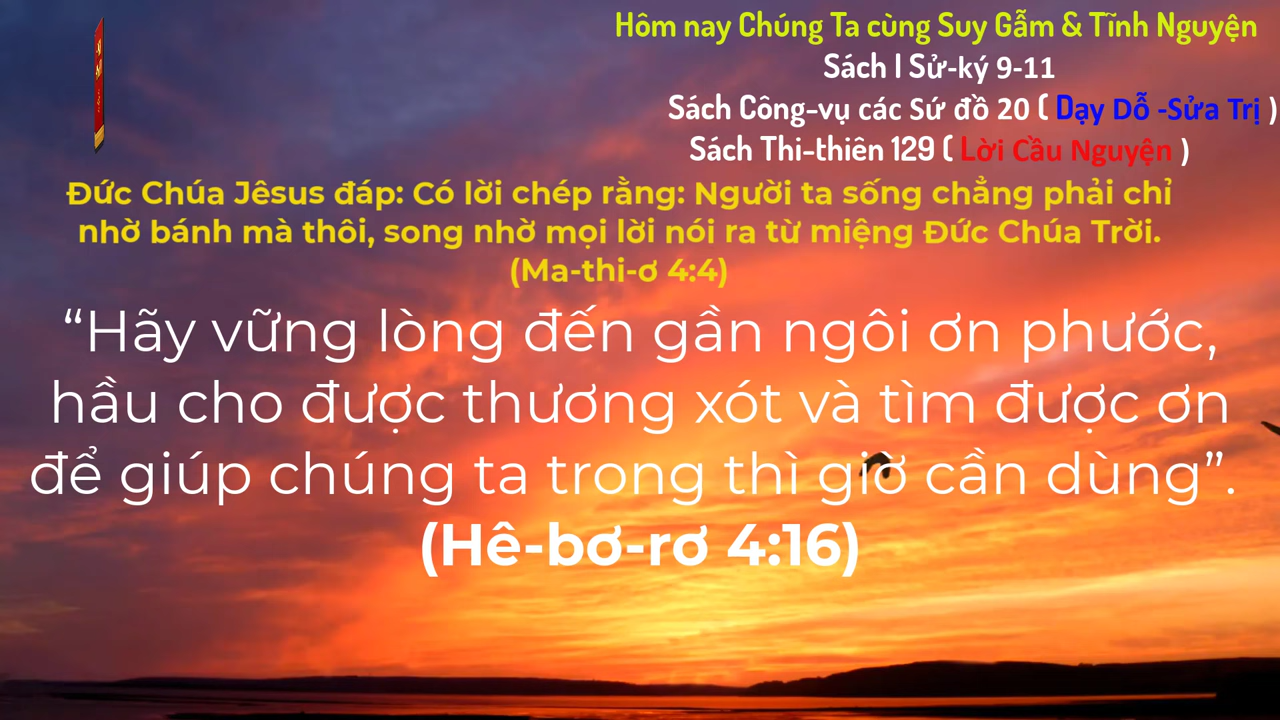 Hôm nay Chúng Ta cùng Suy Gẫm & Tĩnh Nguyện
Sách I Sử-ký 9-11
Sách Công-vụ các Sứ đồ 20 ( Dạy Dỗ -Sửa Trị )
Sách Thi-thiên 129 ( Lời Cầu Nguyện )
Đức Chúa Jêsus đáp: Có lời chép rằng: Người ta sống chẳng phải chỉ
nhờ bánh mà thôi, song nhờ mọi lời nói ra từ miệng Đức Chúa Trời.
(Ma-thi-ơ 4:4)
“Hãy vững lòng đến gần ngôi ơn phước,
hầu cho được thương xót và tìm được ơn
để giúp chúng ta trong thì giờ cần dùng”.
(Hê-bơ-rơ 4:16)